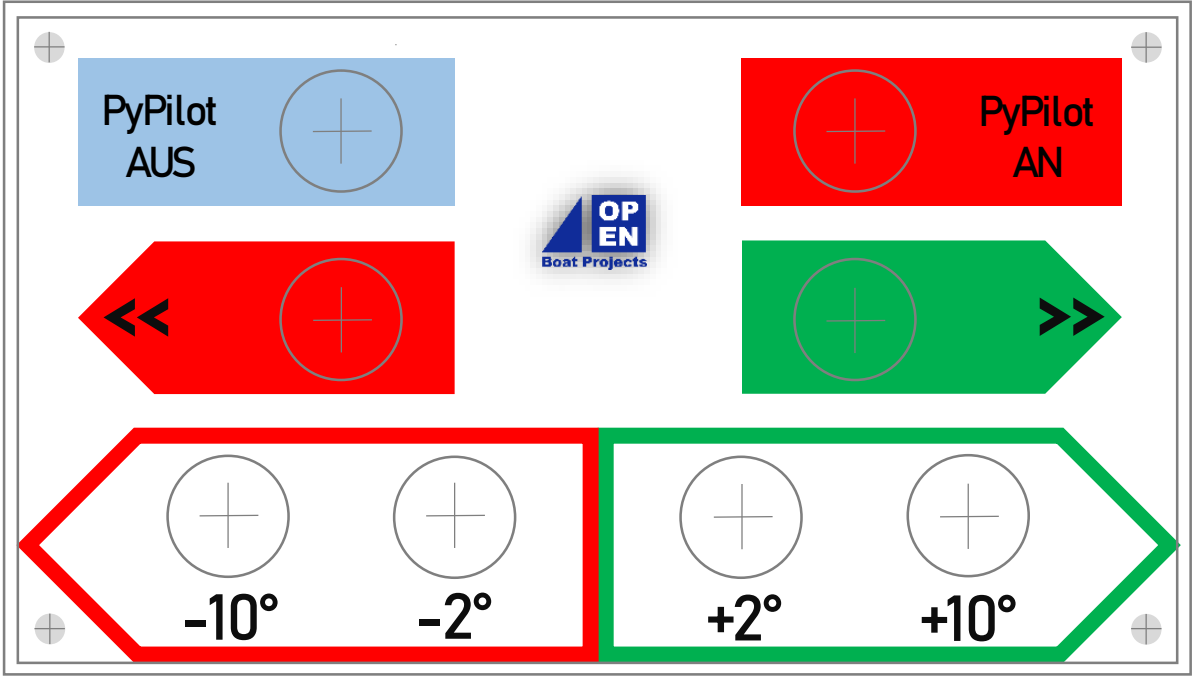 PyPilot
AUS
PyPilot
AN
OP
EN
Boat Projects
<<
>>
-10°
-2°
+2°
+10°